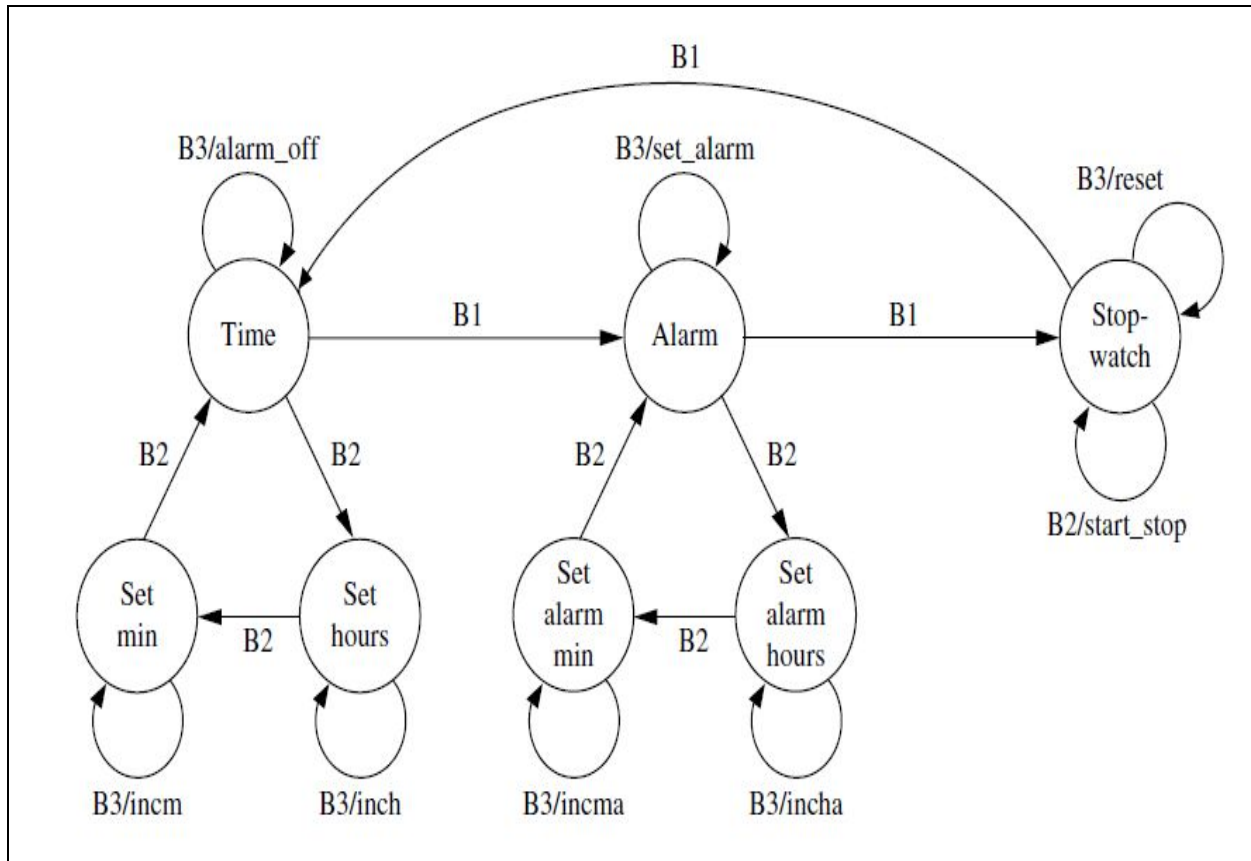 B1
B3/alarm_off
B3/set_alarm
B3/reset
Time
B1
Alarm
B1
Stop-
watch
B2
B2
B2
B2
B2/start_stop
Set
min
B2
Set
hours
Set
alarm
min
B2
Set
alarm
hours
B3/incm
B3/inch
B3/incma
B3/incha